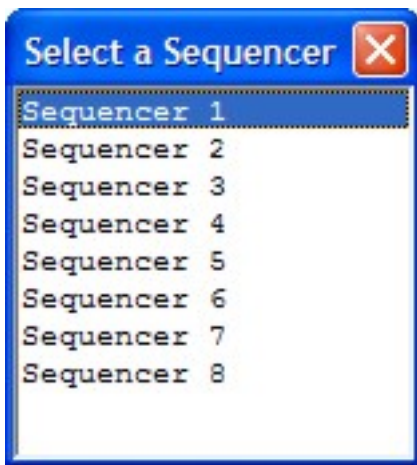 Select a Sequencer
Sequencer 1
Sequencer 2
Sequencer 3
Sequencer 4
Sequencer 5
Sequencer 6
Sequencer 7
Sequencer 8